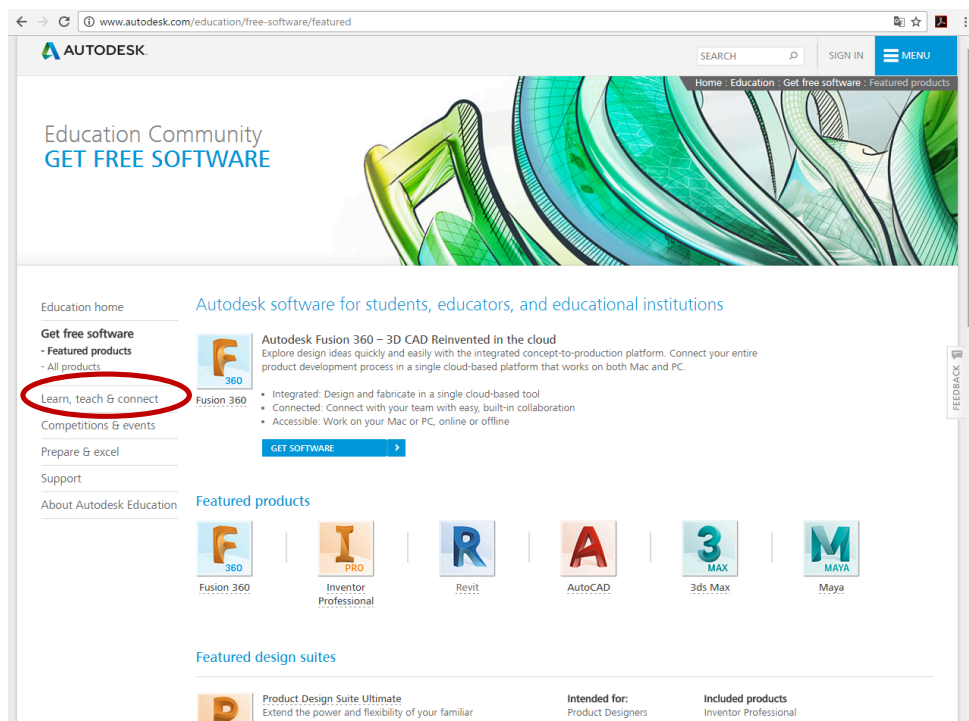 www.autodesk.com/education/free-software/featured
AUTODESK.
SEARCH
SIGN IN
MENU
Home : Education : Get free software : Featured products
Education Community
GET FREE SOFTWARE
Education home
Get free software
- Featured products
- All products
Learn, teach & connect
Competitions & events
Prepare & excel
Support
About Autodesk Education
Autodesk software for students, educators, and educational institutions
360
Fusion 360
Autodesk Fusion 360 – 3D CAD Reinvented in the cloud
Explore design ideas quickly and easily with the integrated concept-to-production platform. Connect your entire
product development process in a single cloud-based platform that works on both Mac and PC.
• Integrated: Design and fabricate in a single cloud-based tool
• Connected: Connect with your team with easy, built-in collaboration
• Accessible: Work on your Mac or PC, online or offline
GET SOFTWARE
FEEDBACK
Featured products
F 360
Fusion 360
I PRO
Inventor
Professional
R
Revit
A
AutoCAD
3 MAX
3ds Max
M MAYA
Maya
Featured design suites
P
Product Design Suite Ultimate
Extend the power and flexibility of your familiar
Intended for:
Product Designers
Included products
Inventor Professional